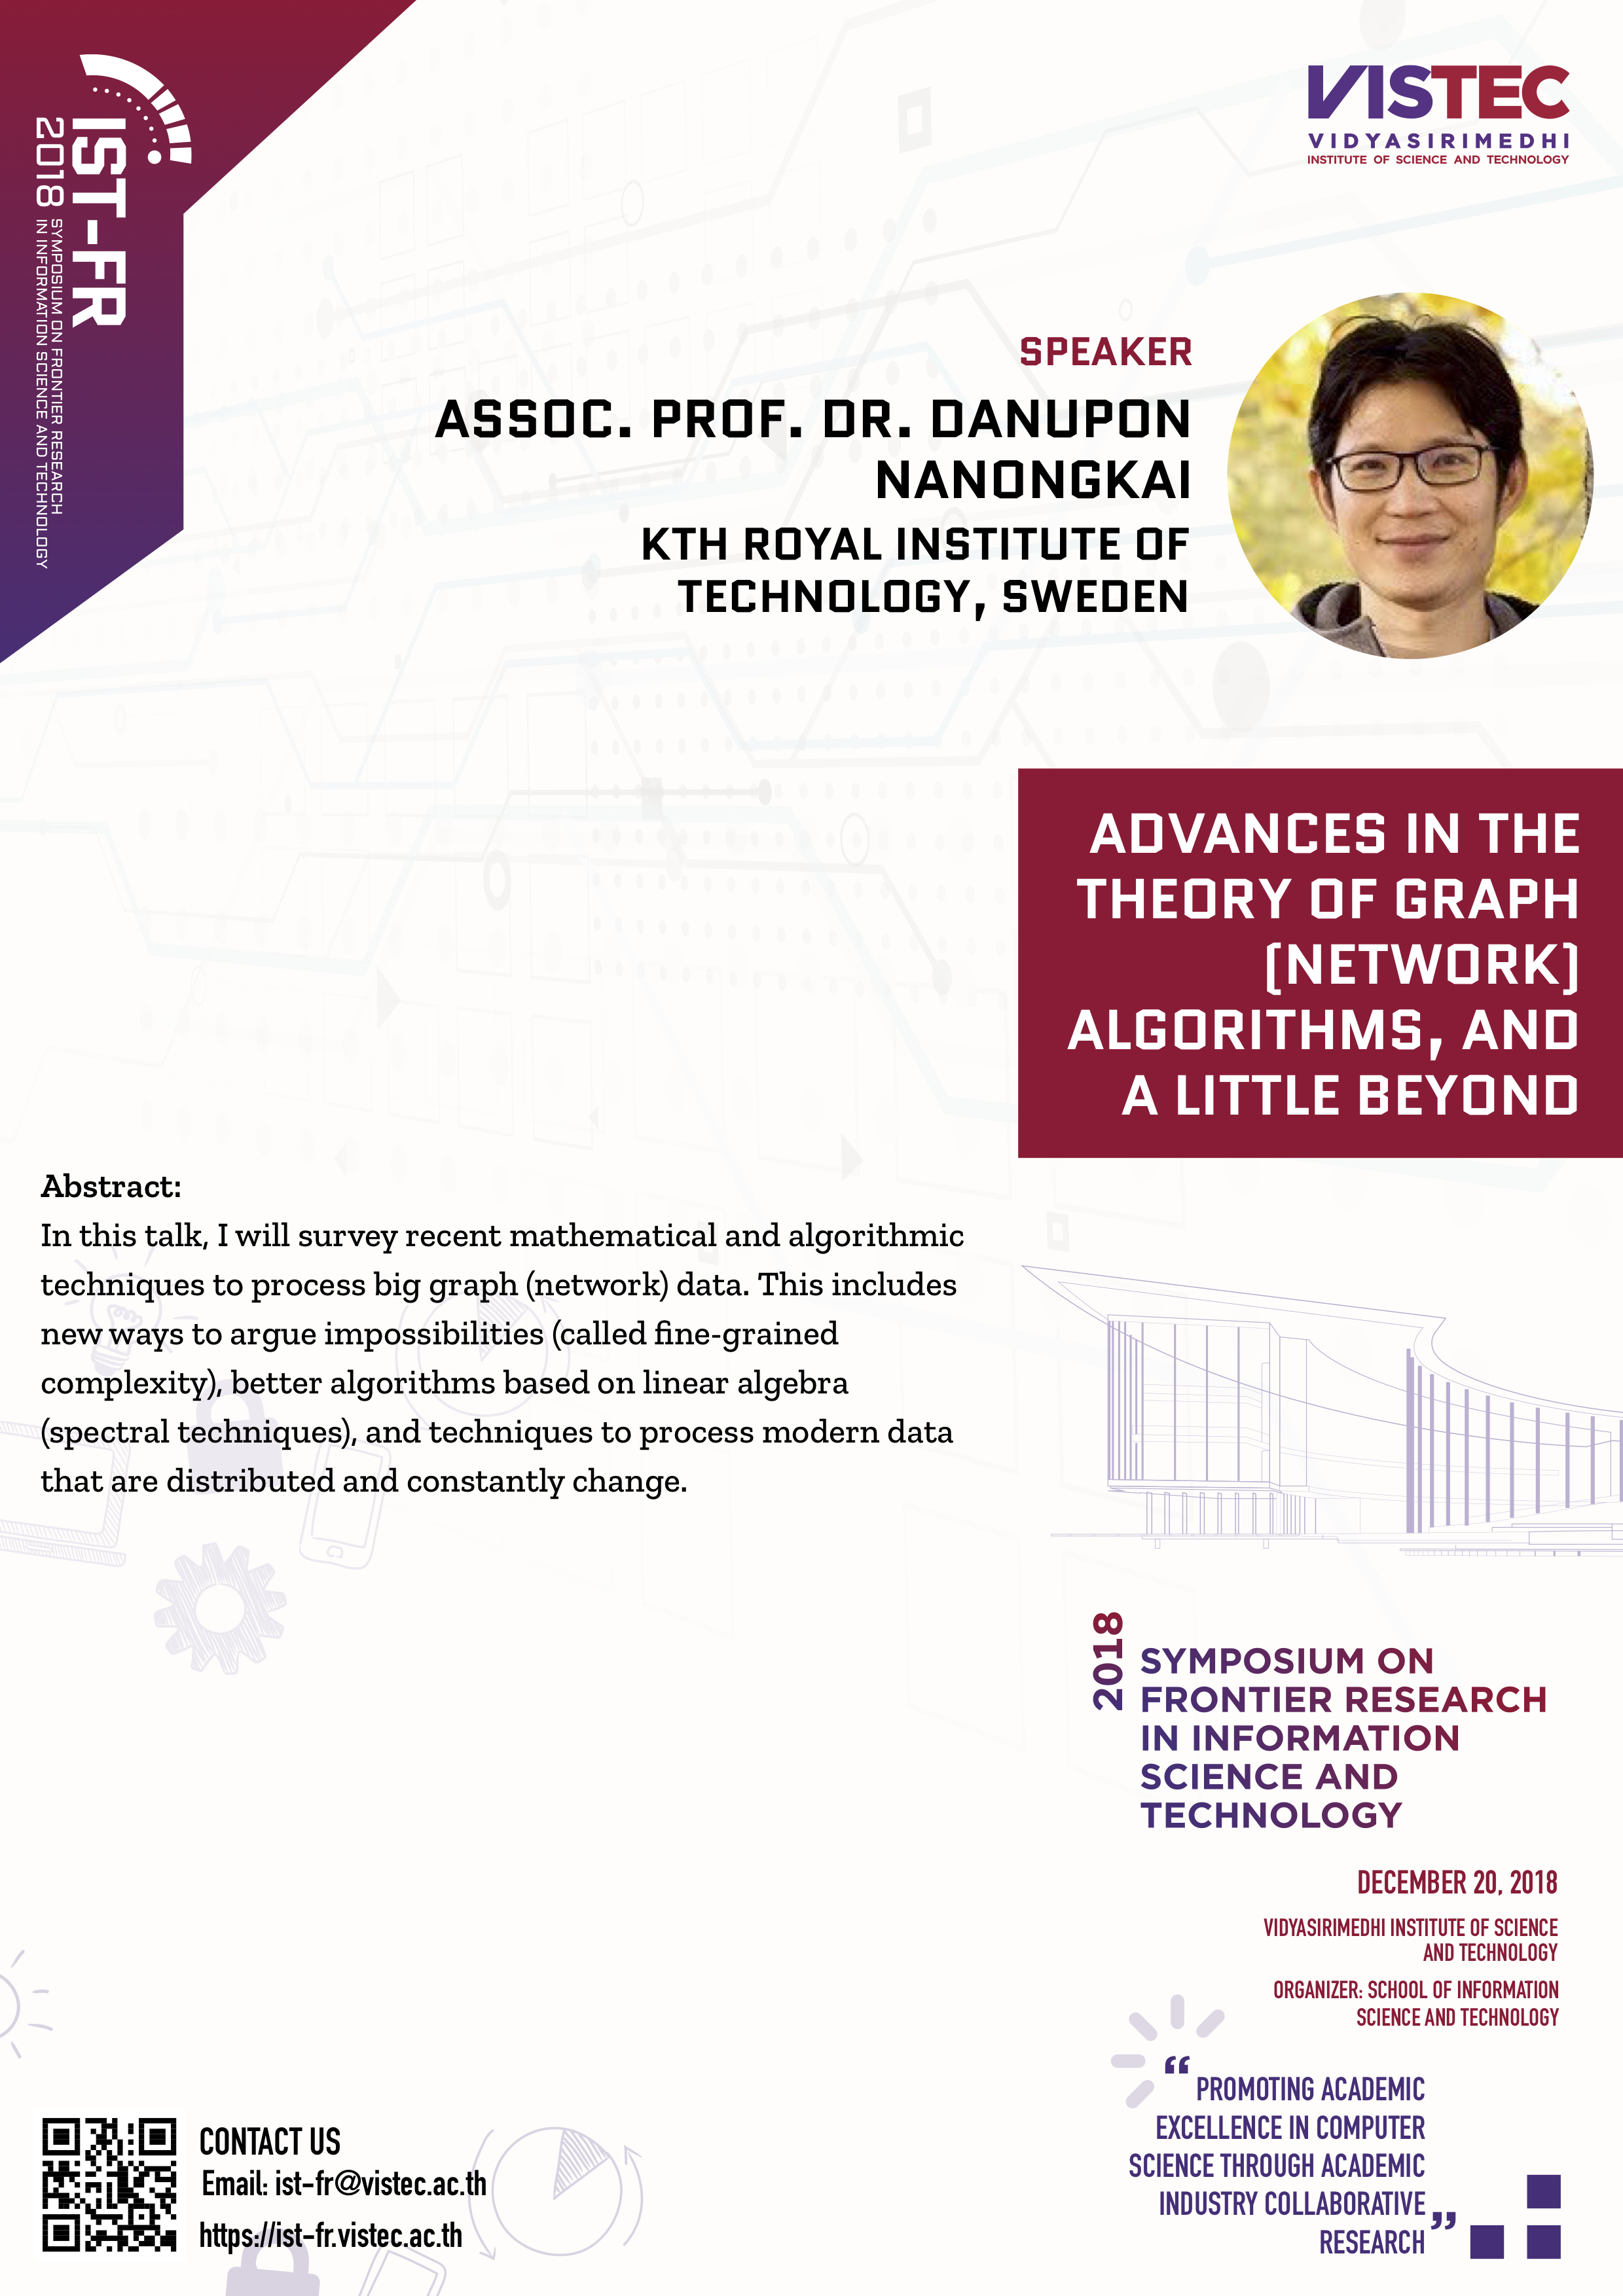 IST-FR
2018 SYMPOSIUM ON FRONTIER RESEARCH
IN INFORMATION SCIENCE AND TECHNOLOGY
VISTEC
VIDYASIRIMEDHI
INSTITUTE OF SCIENCE AND TECHNOLOGY
SPEAKER
ASSOC. PROF. DR. DANUPON
NANONGKAI
KTH ROYAL INSTITUTE OF
TECHNOLOGY, SWEDEN
ADVANCES IN THE
THEORY OF GRAPH
(NETWORK)
ALGORITHMS, AND
A LITTLE BEYOND
Abstract:
In this talk, I will survey recent mathematical and algorithmic
techniques to process big graph (network) data. This includes
new ways to argue impossibilities (called fine-grained
complexity), better algorithms based on linear algebra
(spectral techniques), and techniques to process modern data
that are distributed and constantly change.
2018
SYMPOSIUM ON
FRONTIER RESEARCH
IN INFORMATION
SCIENCE AND
TECHNOLOGY
DECEMBER 20, 2018
VIDYASIRIMEDHI INSTITUTE OF SCIENCE
AND TECHNOLOGY
ORGANIZER: SCHOOL OF INFORMATION
SCIENCE AND TECHNOLOGY
“PROMOTING ACADEMIC
EXCELLENCE IN COMPUTER
SCIENCE THROUGH ACADEMIC
INDUSTRY COLLABORATIVE
RESEARCH”
CONTACT US
Email: ist-fr@vistec.ac.th
https://ist-fr.vistec.ac.th